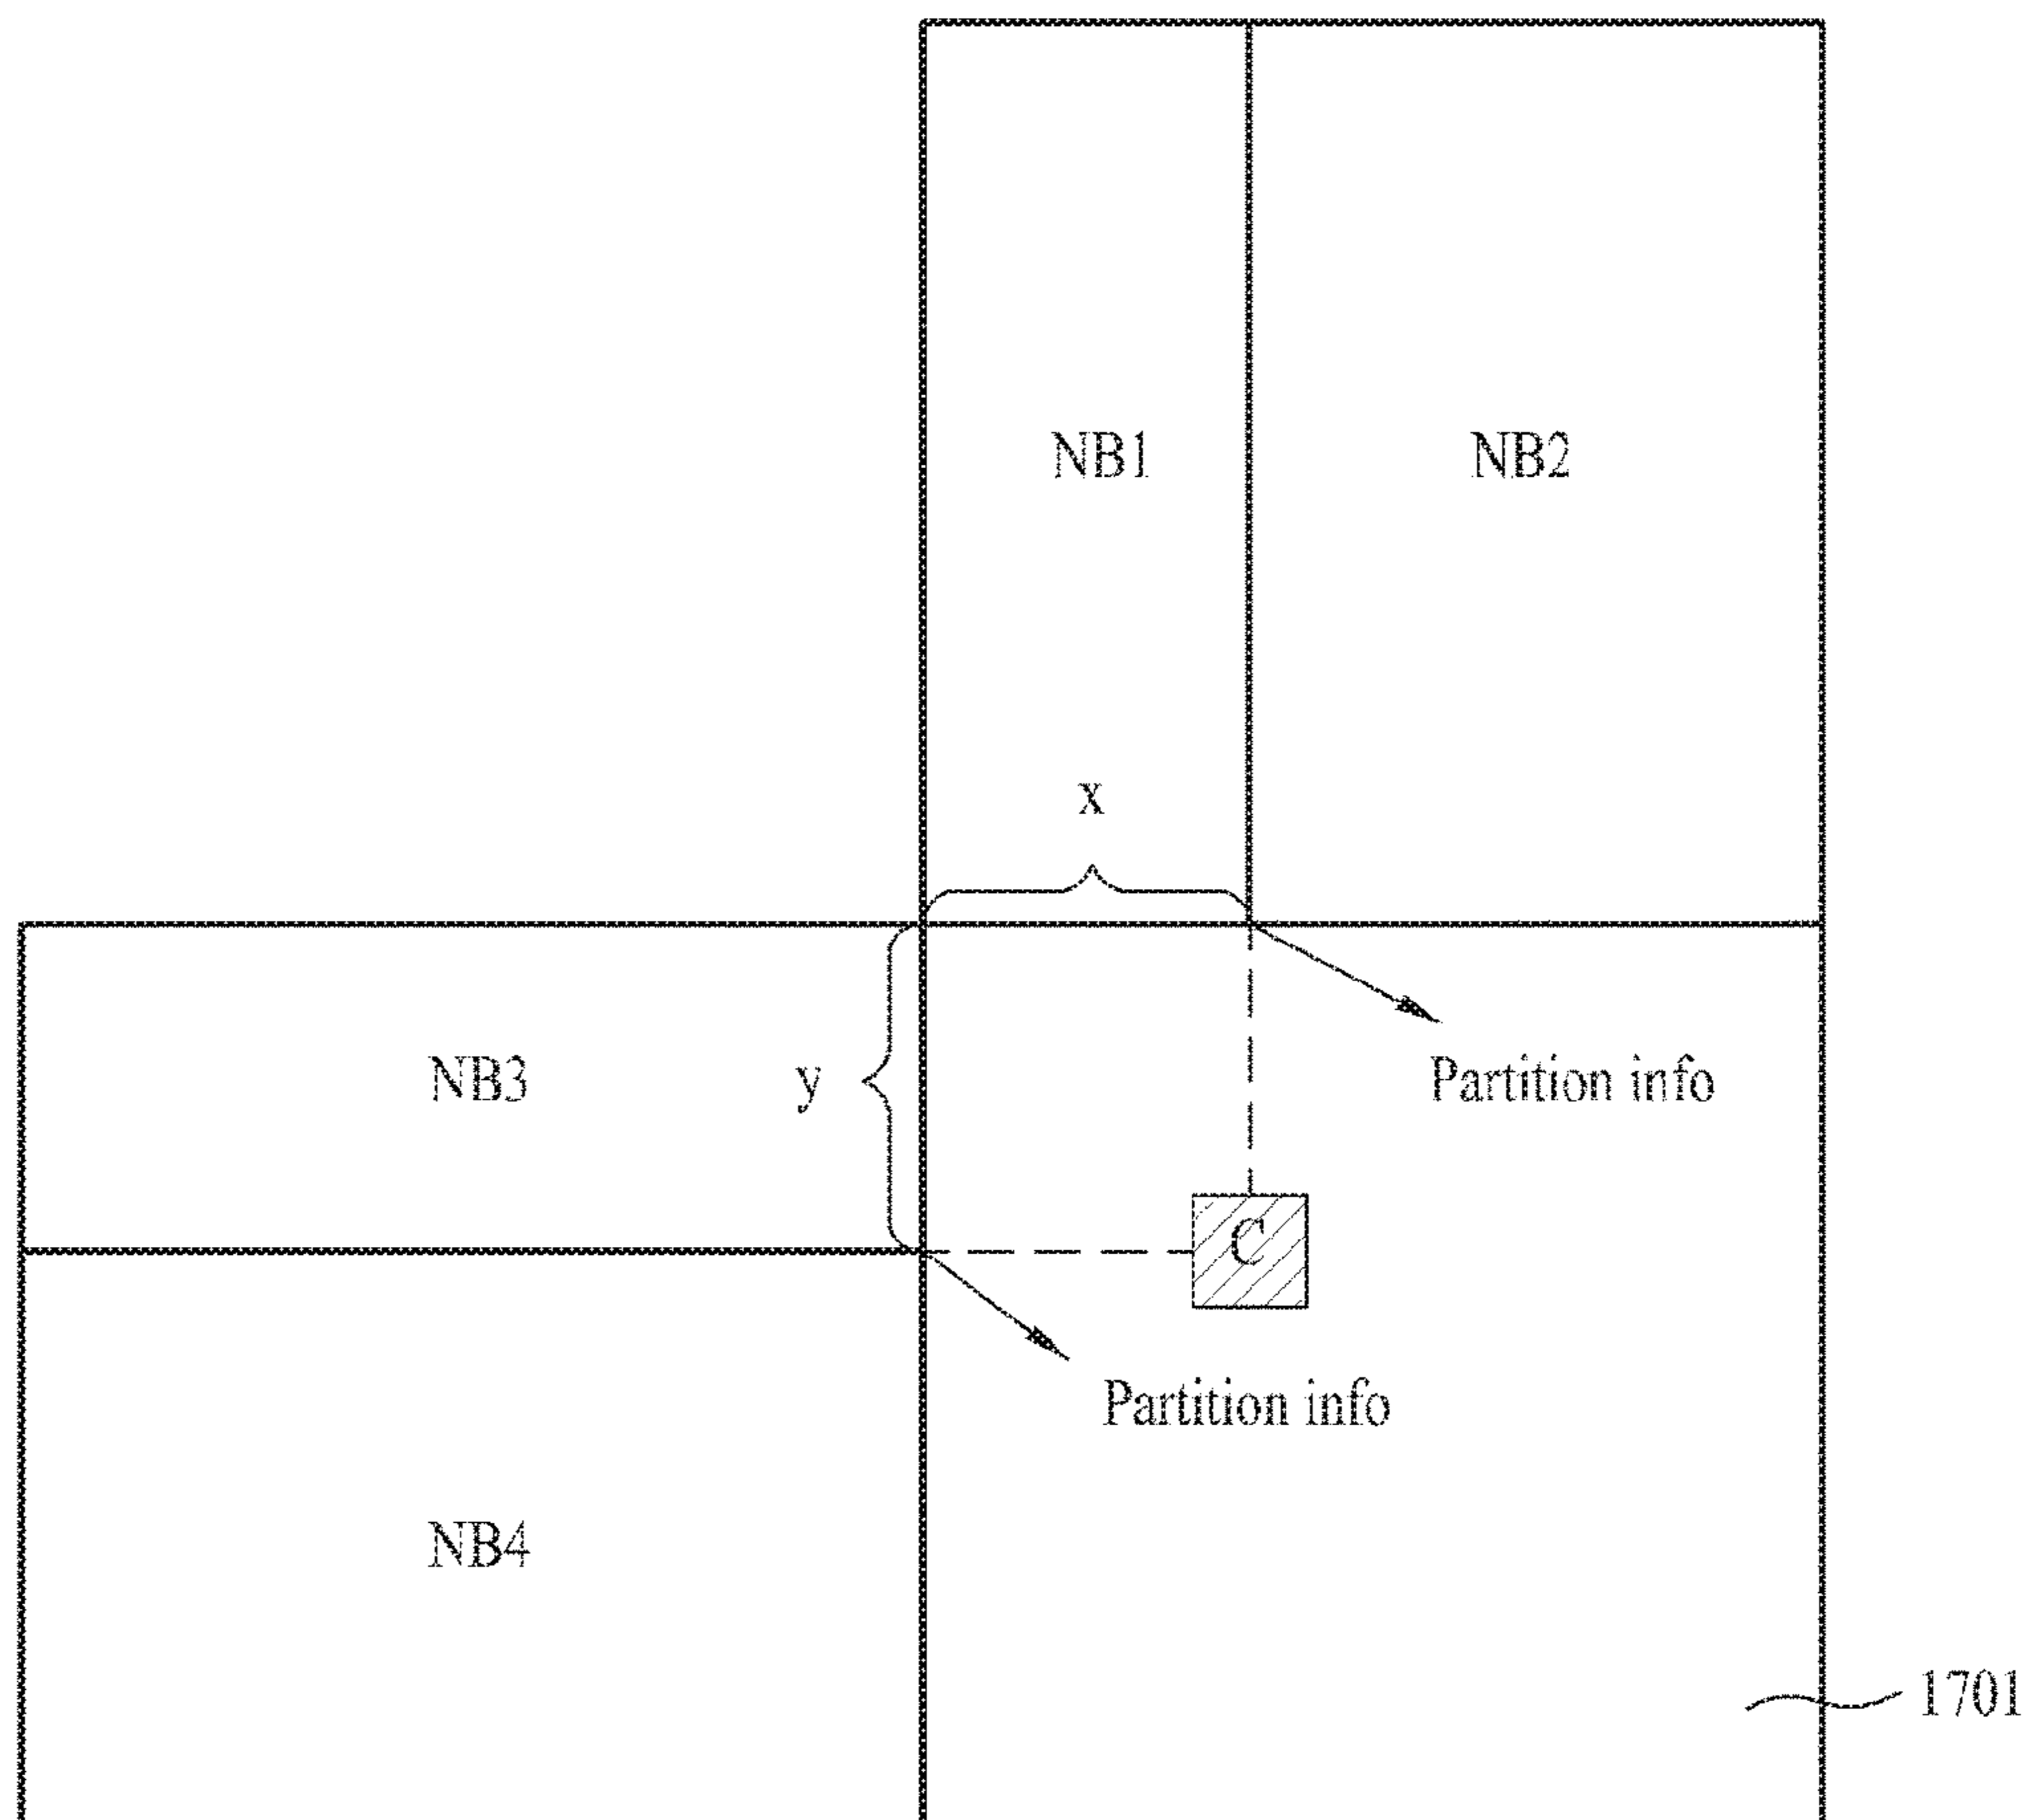 NB1
NB2
x
NB3
y
Partition info
C
Partition info
NB4
1701